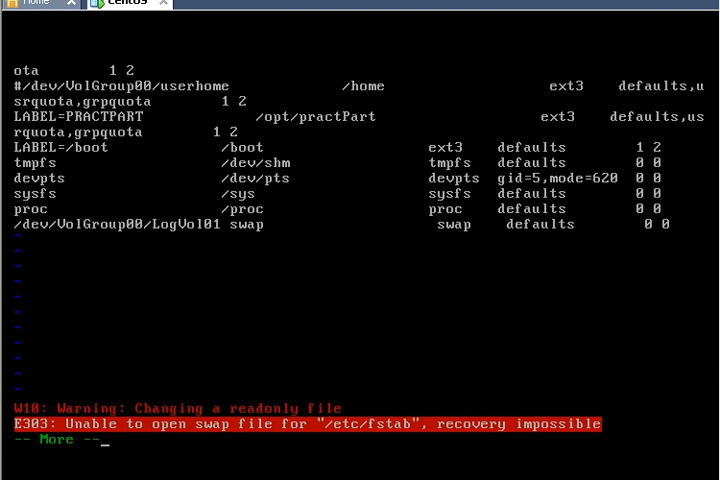 Home
CentOS
ota 1 2
#/dev/VolGroup00/userhome /home ext3 defaults,u
srquota,grpquota 1 2
LABEL=PRACTPART /opt/practPart ext3 defaults,us
rquota,grpquota 1 2
LABEL=/boot /boot ext3 defaults 1 2
tmpfs /dev/shm tmpfs defaults 0 0
devpts /dev/pts devpts gid=5,mode=620 0 0
sysfs /sys sysfs defaults 0 0
proc /proc proc defaults 0 0
/dev/VolGroup00/LogVol01 swap swap defaults 0 0
~
~
~
~
~
~
~
~
~
~
~
W10: Warning: Changing a readonly file
E303: Unable to open swap file for "/etc/fstab", recovery impossible
-- More --